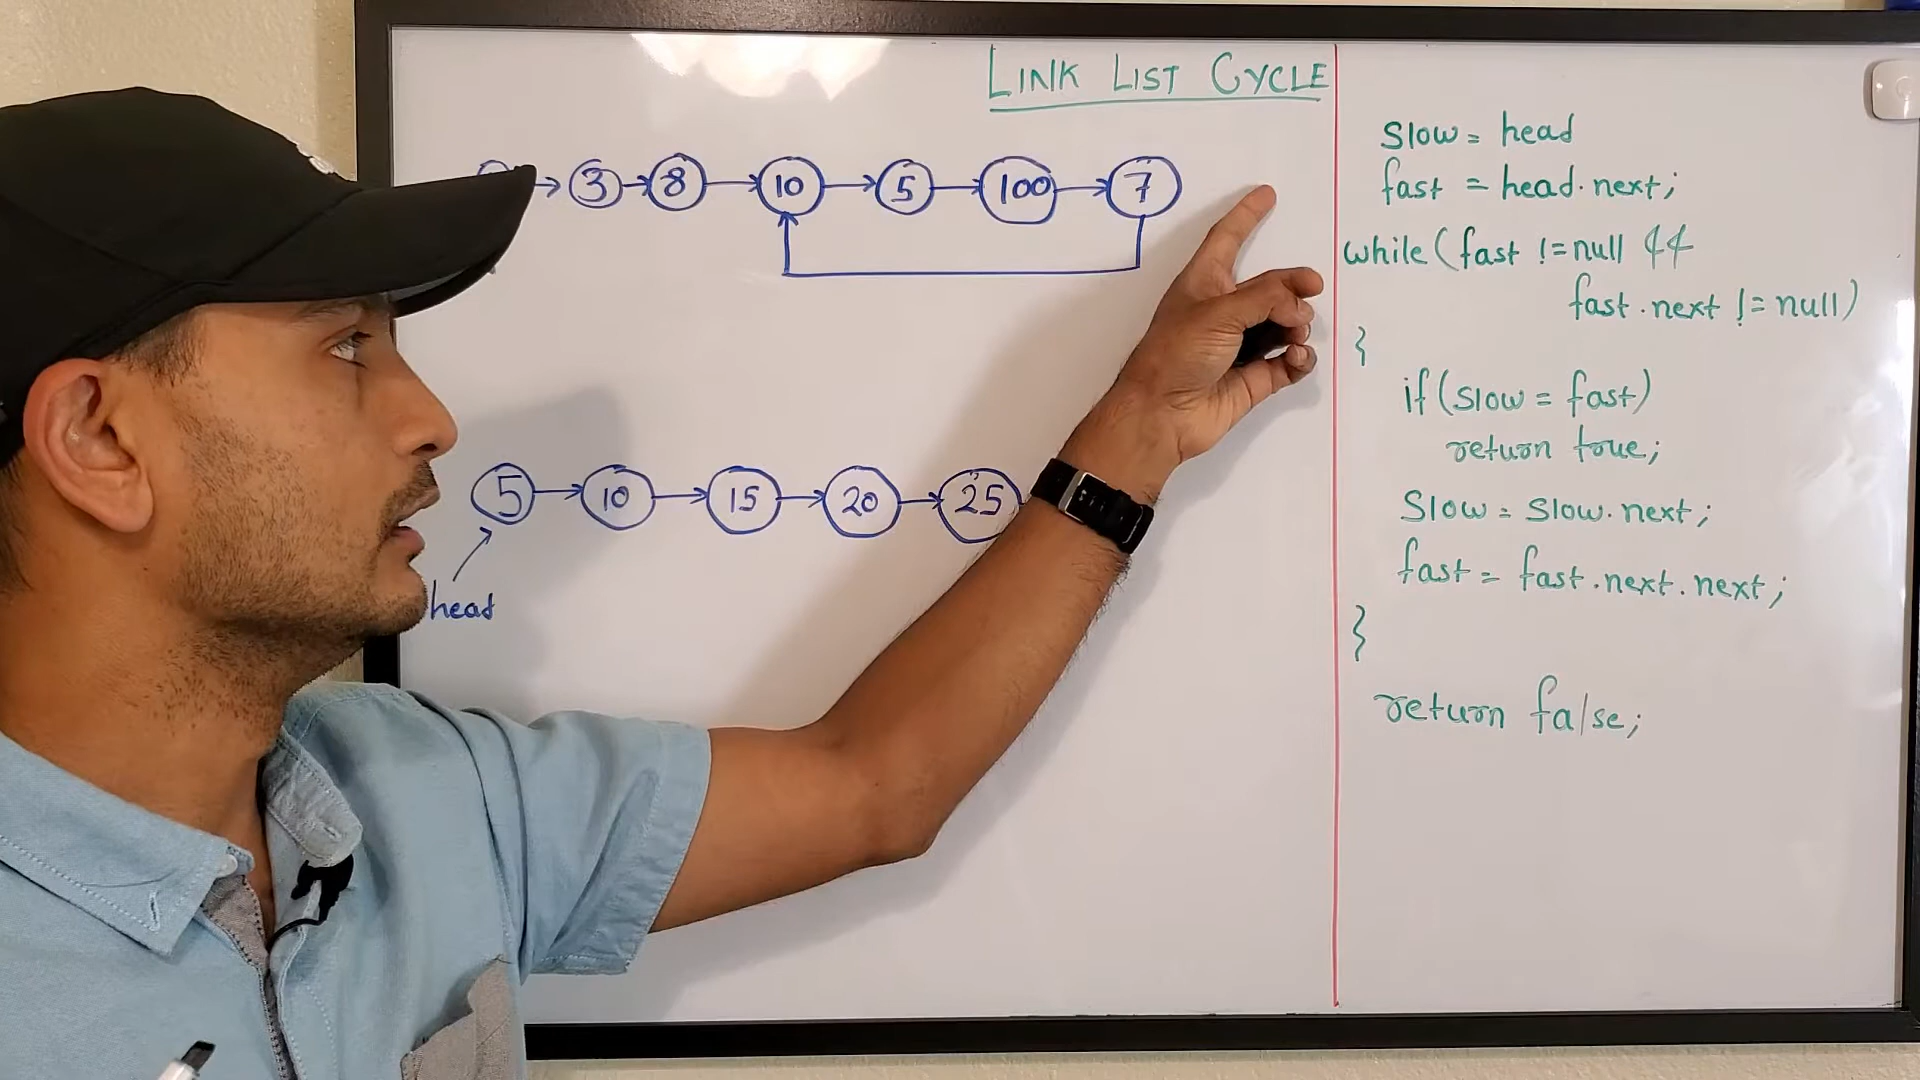 LINK LIST CYCLE
3 8 10 5 100 7
5 10 15 20 25
head
slow = head
fast = head.next;
while(fast != null &&
fast.next != null)
{
if(slow = fast)
return true;
slow = slow.next;
fast = fast.next.next;
}
return false;